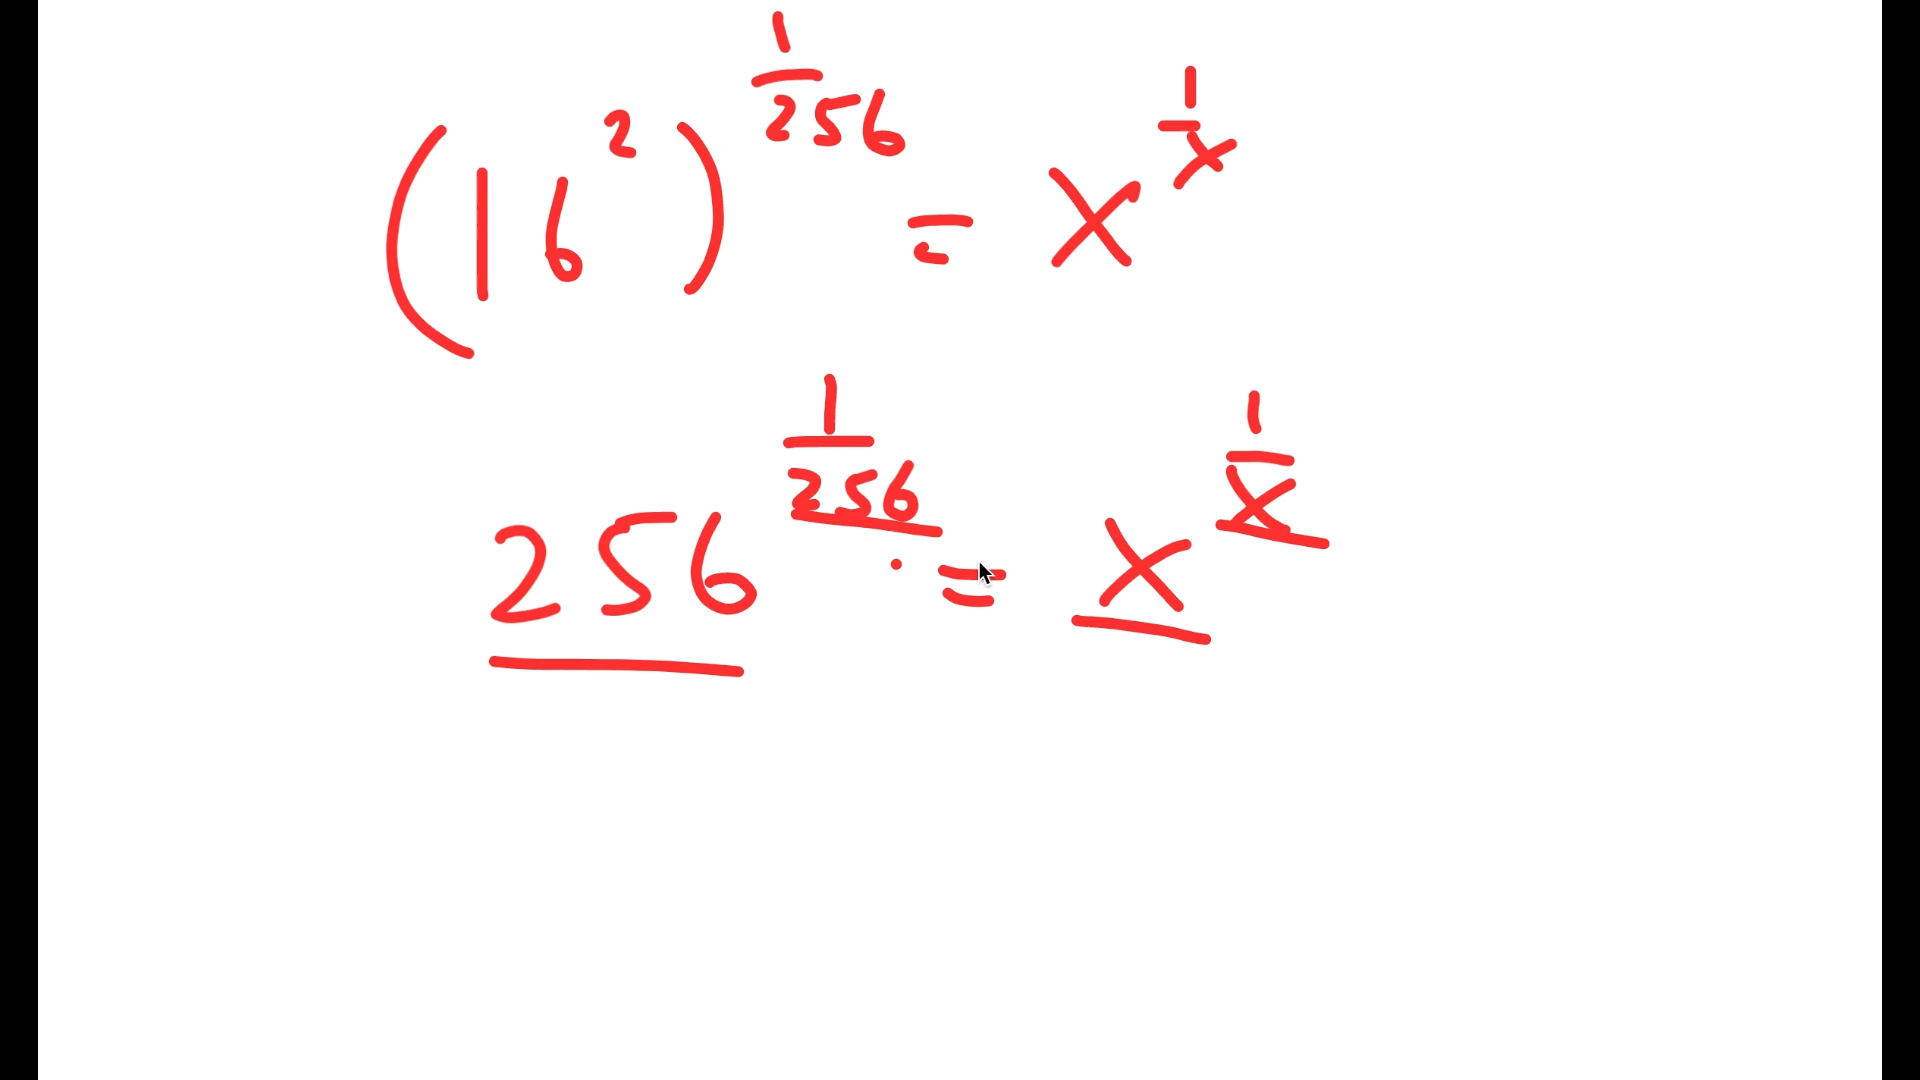 (16²)^(1/256) = x^(1/x)
256^(1/256) = x^(1/x)